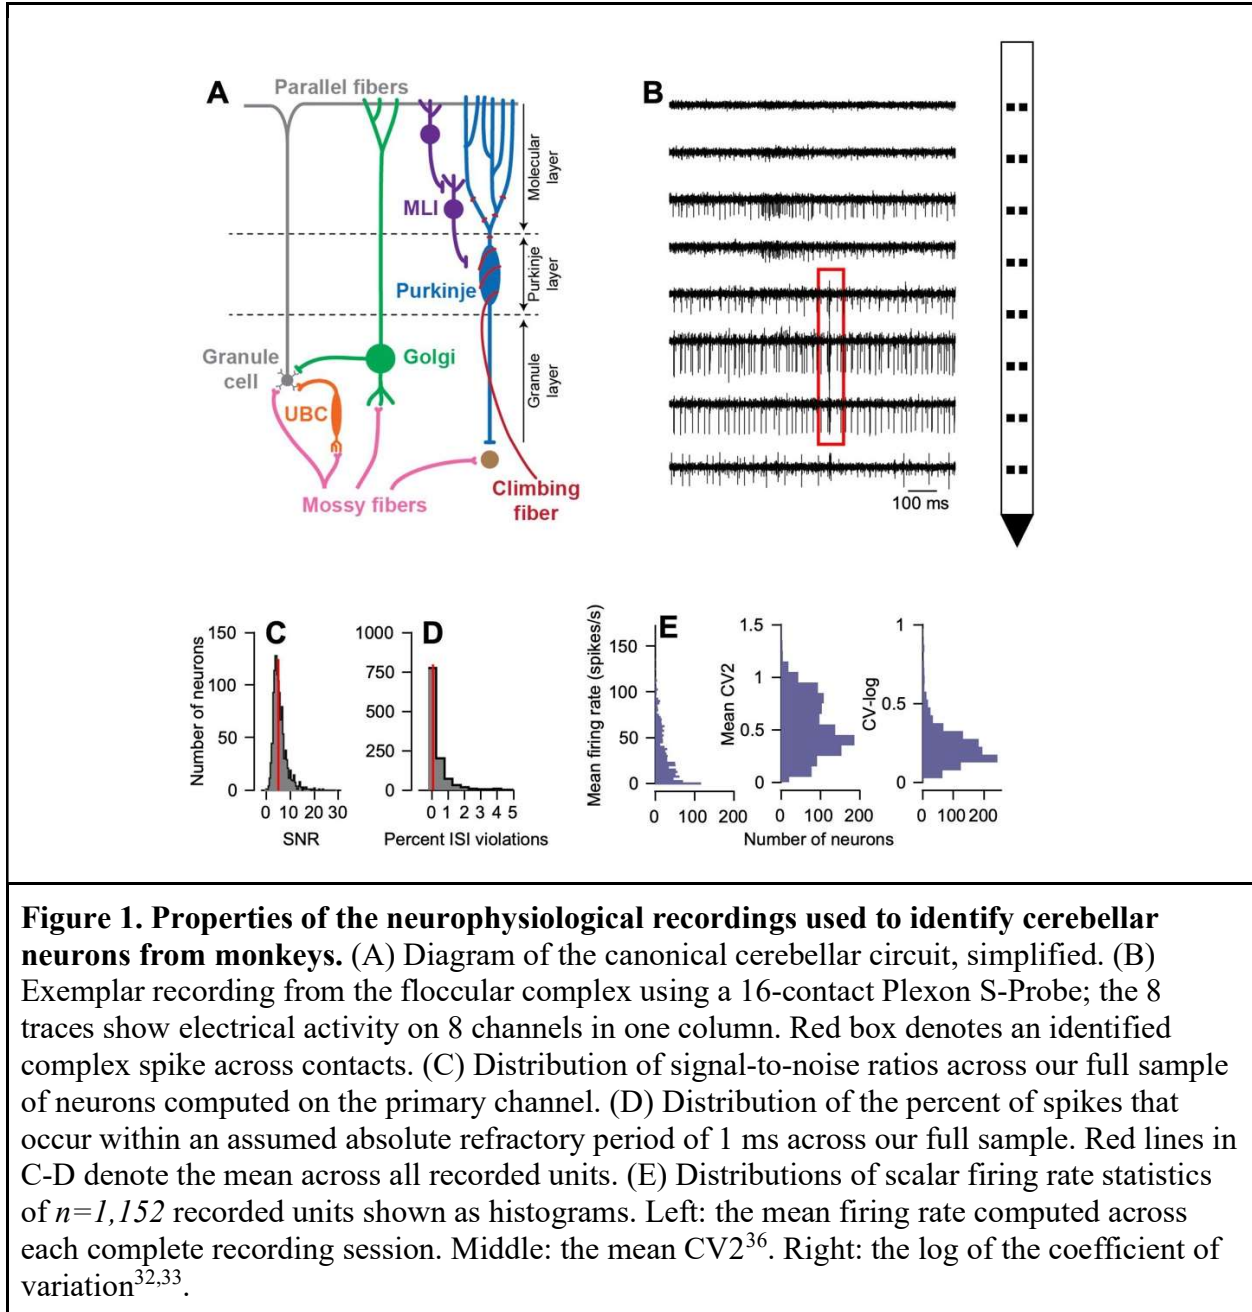 A
Parallel fibers
MLI
Purkinje
Granule
cell
Golgi
UBC
Mossy fibers
Climbing
fiber
Molecular
layer
Purkinje
layer
Granule
layer
B
100 ms
C
Number of neurons
150
100
50
0
0 10 20 30
SNR
D
1000
750
500
250
0
0 1 2 3 4 5
Percent ISI violations
E
Mean firing rate (spikes/s)
150
100
50
0
0 100 200
Mean CV2
1.5
1
0.5
0
0 100 200
Number of neurons
CV-log
1
0.5
0
0 100 200
Figure 1. Properties of the neurophysiological recordings used to identify cerebellar
neurons from monkeys. (A) Diagram of the canonical cerebellar circuit, simplified. (B)
Exemplar recording from the floccular complex using a 16-contact Plexon S-Probe; the 8
traces show electrical activity on 8 channels in one column. Red box denotes an identified
complex spike across contacts. (C) Distribution of signal-to-noise ratios across our full sample
of neurons computed on the primary channel. (D) Distribution of the percent of spikes that
occur within an assumed absolute refractory period of 1 ms across our full sample. Red lines in
C-D denote the mean across all recorded units. (E) Distributions of scalar firing rate statistics
of n=1,152 recorded units shown as histograms. Left: the mean firing rate computed across
each complete recording session. Middle: the mean CV2³⁶. Right: the log of the coefficient of
variation³²,³³.